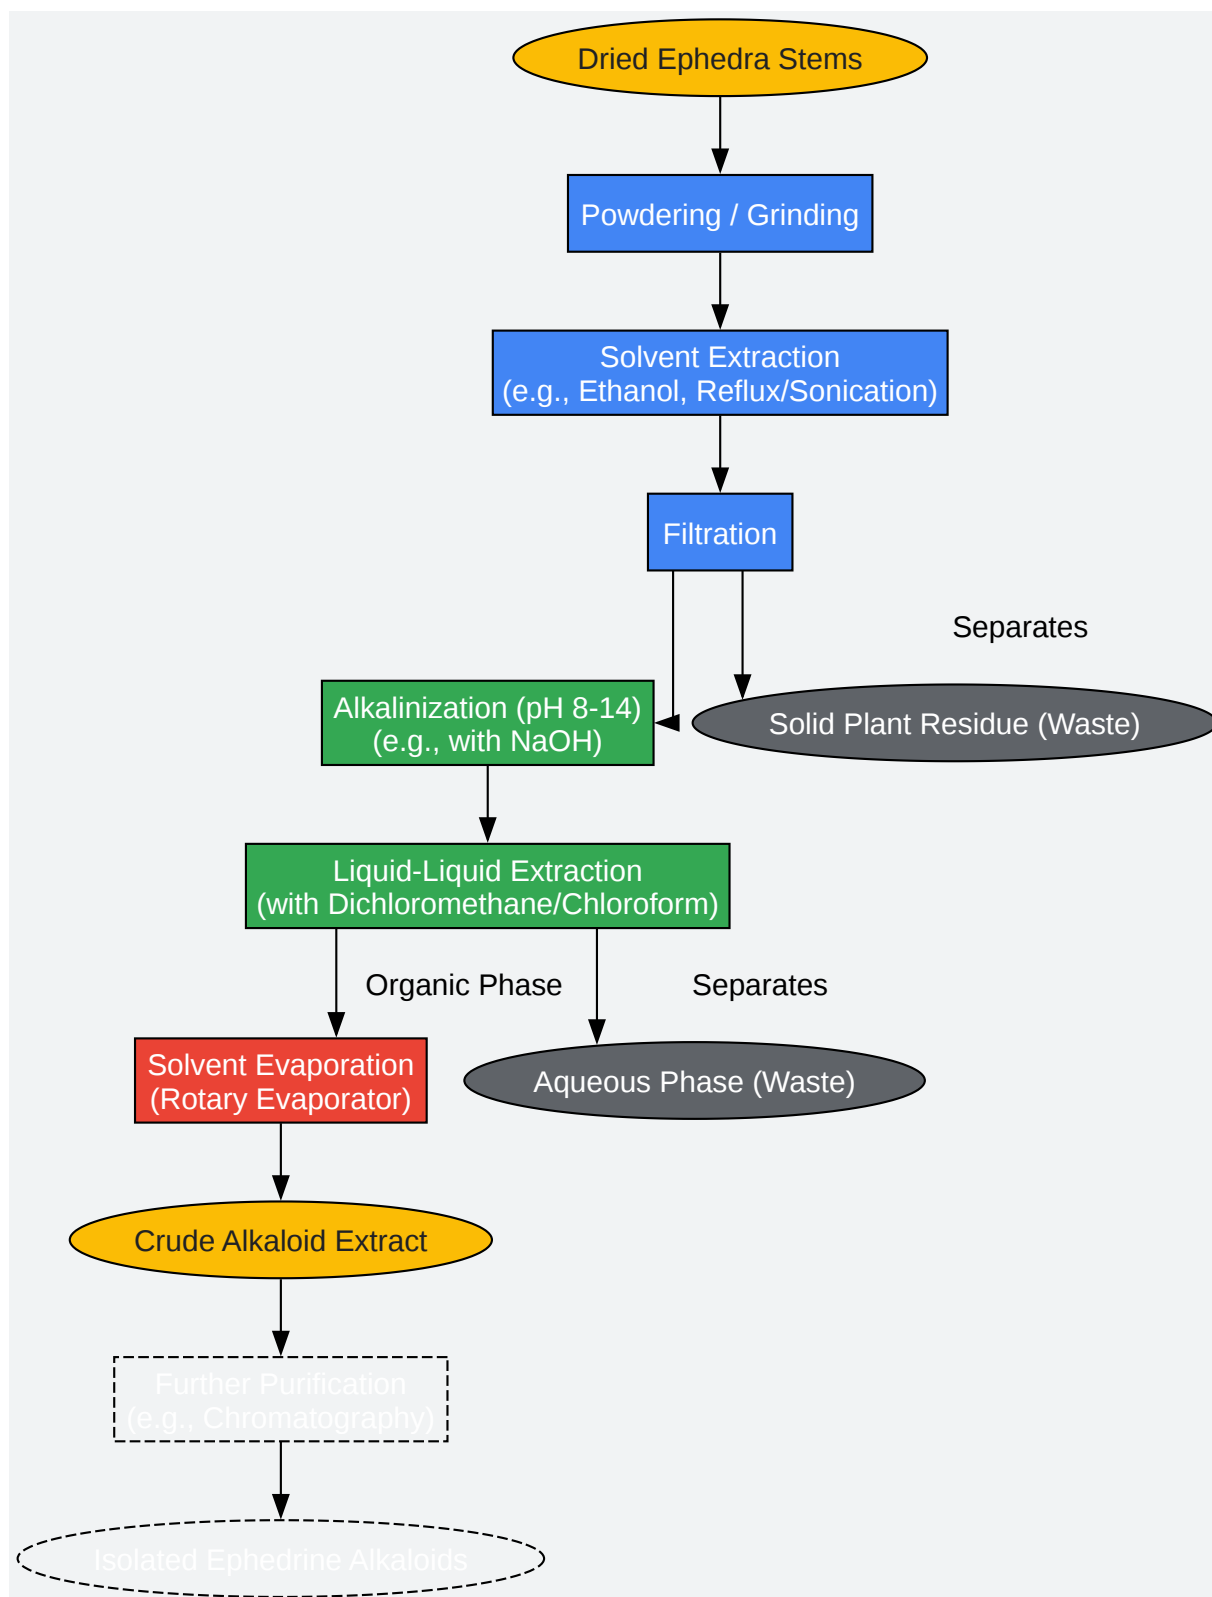 Dried Ephedra Stems
Powdering / Grinding
Solvent Extraction
(e.g., Ethanol, Reflux/Sonication)
Filtration
Separates
Alkalinization (pH 8-14)
(e.g., with NaOH)
Solid Plant Residue (Waste)
Liquid-Liquid Extraction
(with Dichloromethane/Chloroform)
Organic Phase
Separates
Solvent Evaporation
(Rotary Evaporator)
Aqueous Phase (Waste)
Crude Alkaloid Extract
Further Purification
(e.g., Chromatography)
Isolated Ephedrine Alkaloids